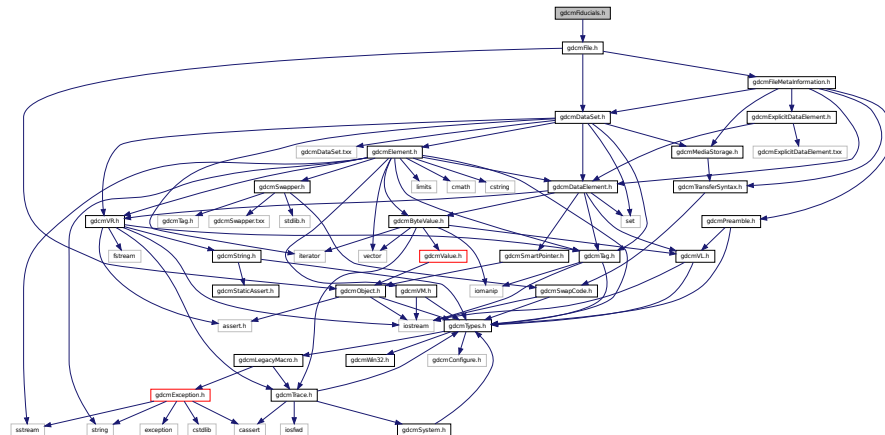 gdcmFiducials.h
gdcmFile.h
gdcmFileMetaInformation.h
gdcmDataSet.h
gdcmExplicitDataElement.h
gdcmDataSet.txx
gdcmElement.h
gdcmMediaStorage.h
gdcmExplicitDataElement.txx
gdcmSwapper.h
limits
cmath
cstring
gdcmDataElement.h
gdcmTransferSyntax.h
gdcmVR.h
gdcmTag.h
gdcmSwapper.txx
stdlib.h
gdcmByteValue.h
set
gdcmPreamble.h
fstream
gdcmString.h
iterator
vector
gdcmValue.h
gdcmSmartPointer.h
gdcmTag.h
gdcmVL.h
gdcmStaticAssert.h
gdcmObject.h
gdcmVM.h
iomanip
gdcmSwapCode.h
assert.h
iostream
gdcmTypes.h
gdcmLegacyMacro.h
gdcmWin32.h
gdcmConfigure.h
gdcmException.h
gdcmTrace.h
sstream
string
exception
cstdlib
cassert
iosfwd
gdcmSystem.h